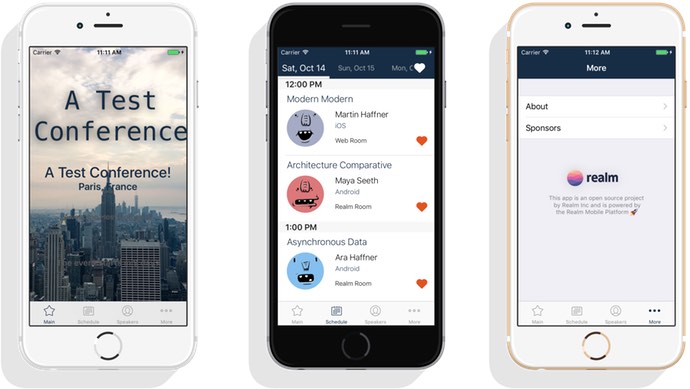 Carrier 11:11 AM
A Test
Conference
A Test Conference!
Paris, France
Main Schedule Speakers More
Carrier 11:11 AM
Sat, Oct 14 Sun, Oct 15 Mon, O
12:00 PM
Modern Modern
Martin Haffner
iOS
Web Room
Architecture Comparative
Maya Seeth
Android
Realm Room
1:00 PM
Asynchronous Data
Ara Haffner
Android
Realm Room
Main Schedule Speakers More
Carrier 11:12 AM
More
About
Sponsors
realm
This app is an open source project
by Realm Inc and is powered by
the Realm Mobile Platform 🚀
Main Schedule Speakers More